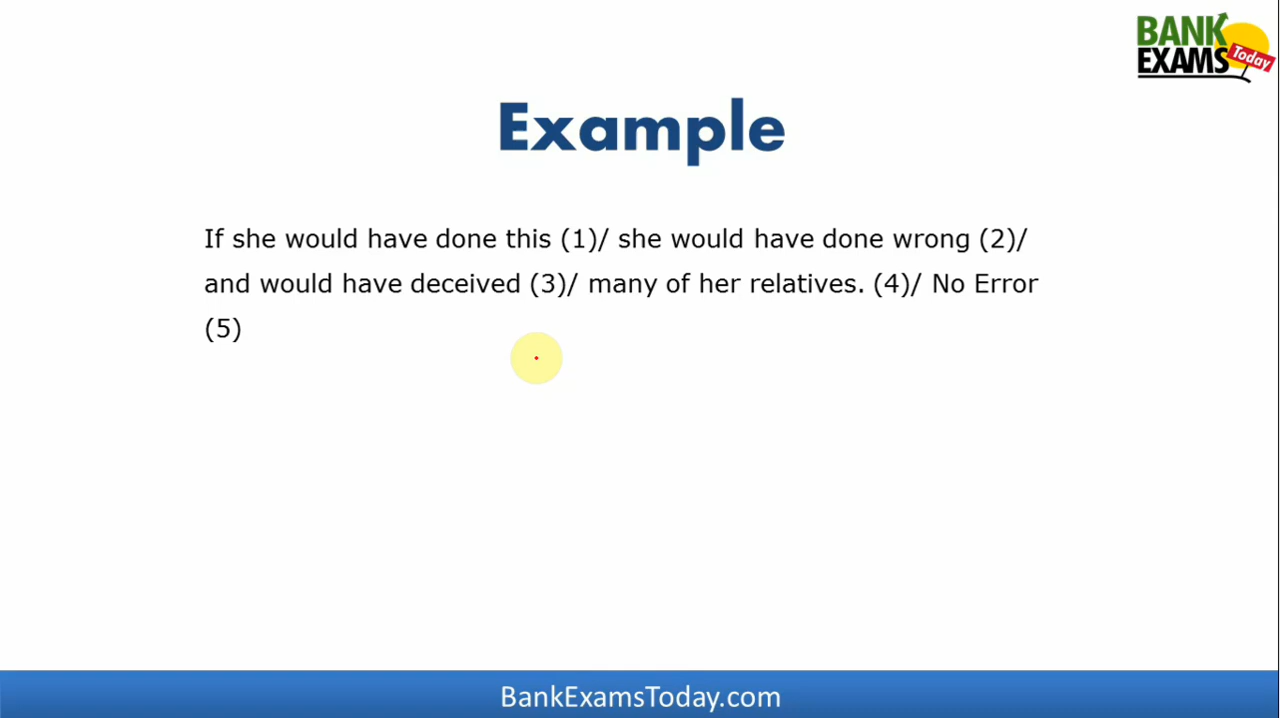 BANK
EXAMS Today
Example
If she would have done this (1)/ she would have done wrong (2)/
and would have deceived (3)/ many of her relatives. (4)/ No Error
(5)
BankExamsToday.com